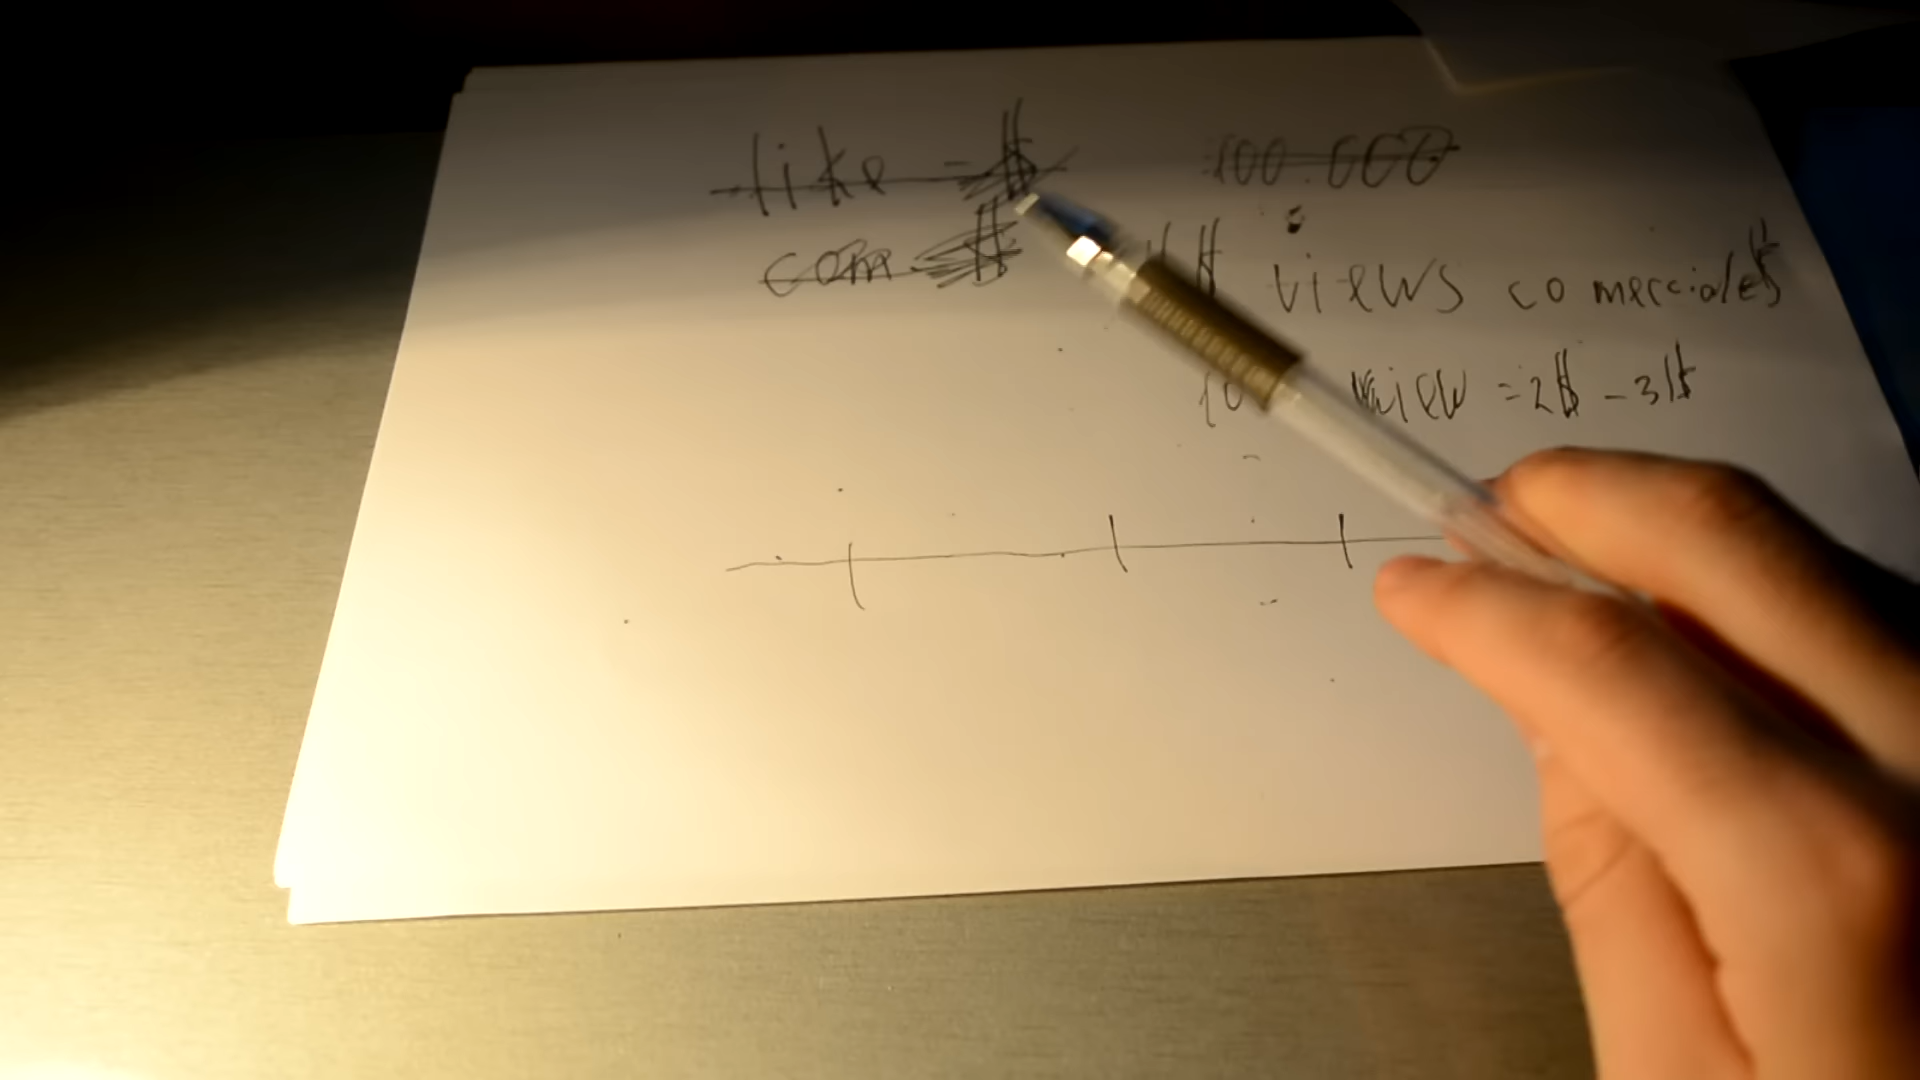 like = $
100.000
com $
$ views comerciales
view = 2$ - 3$